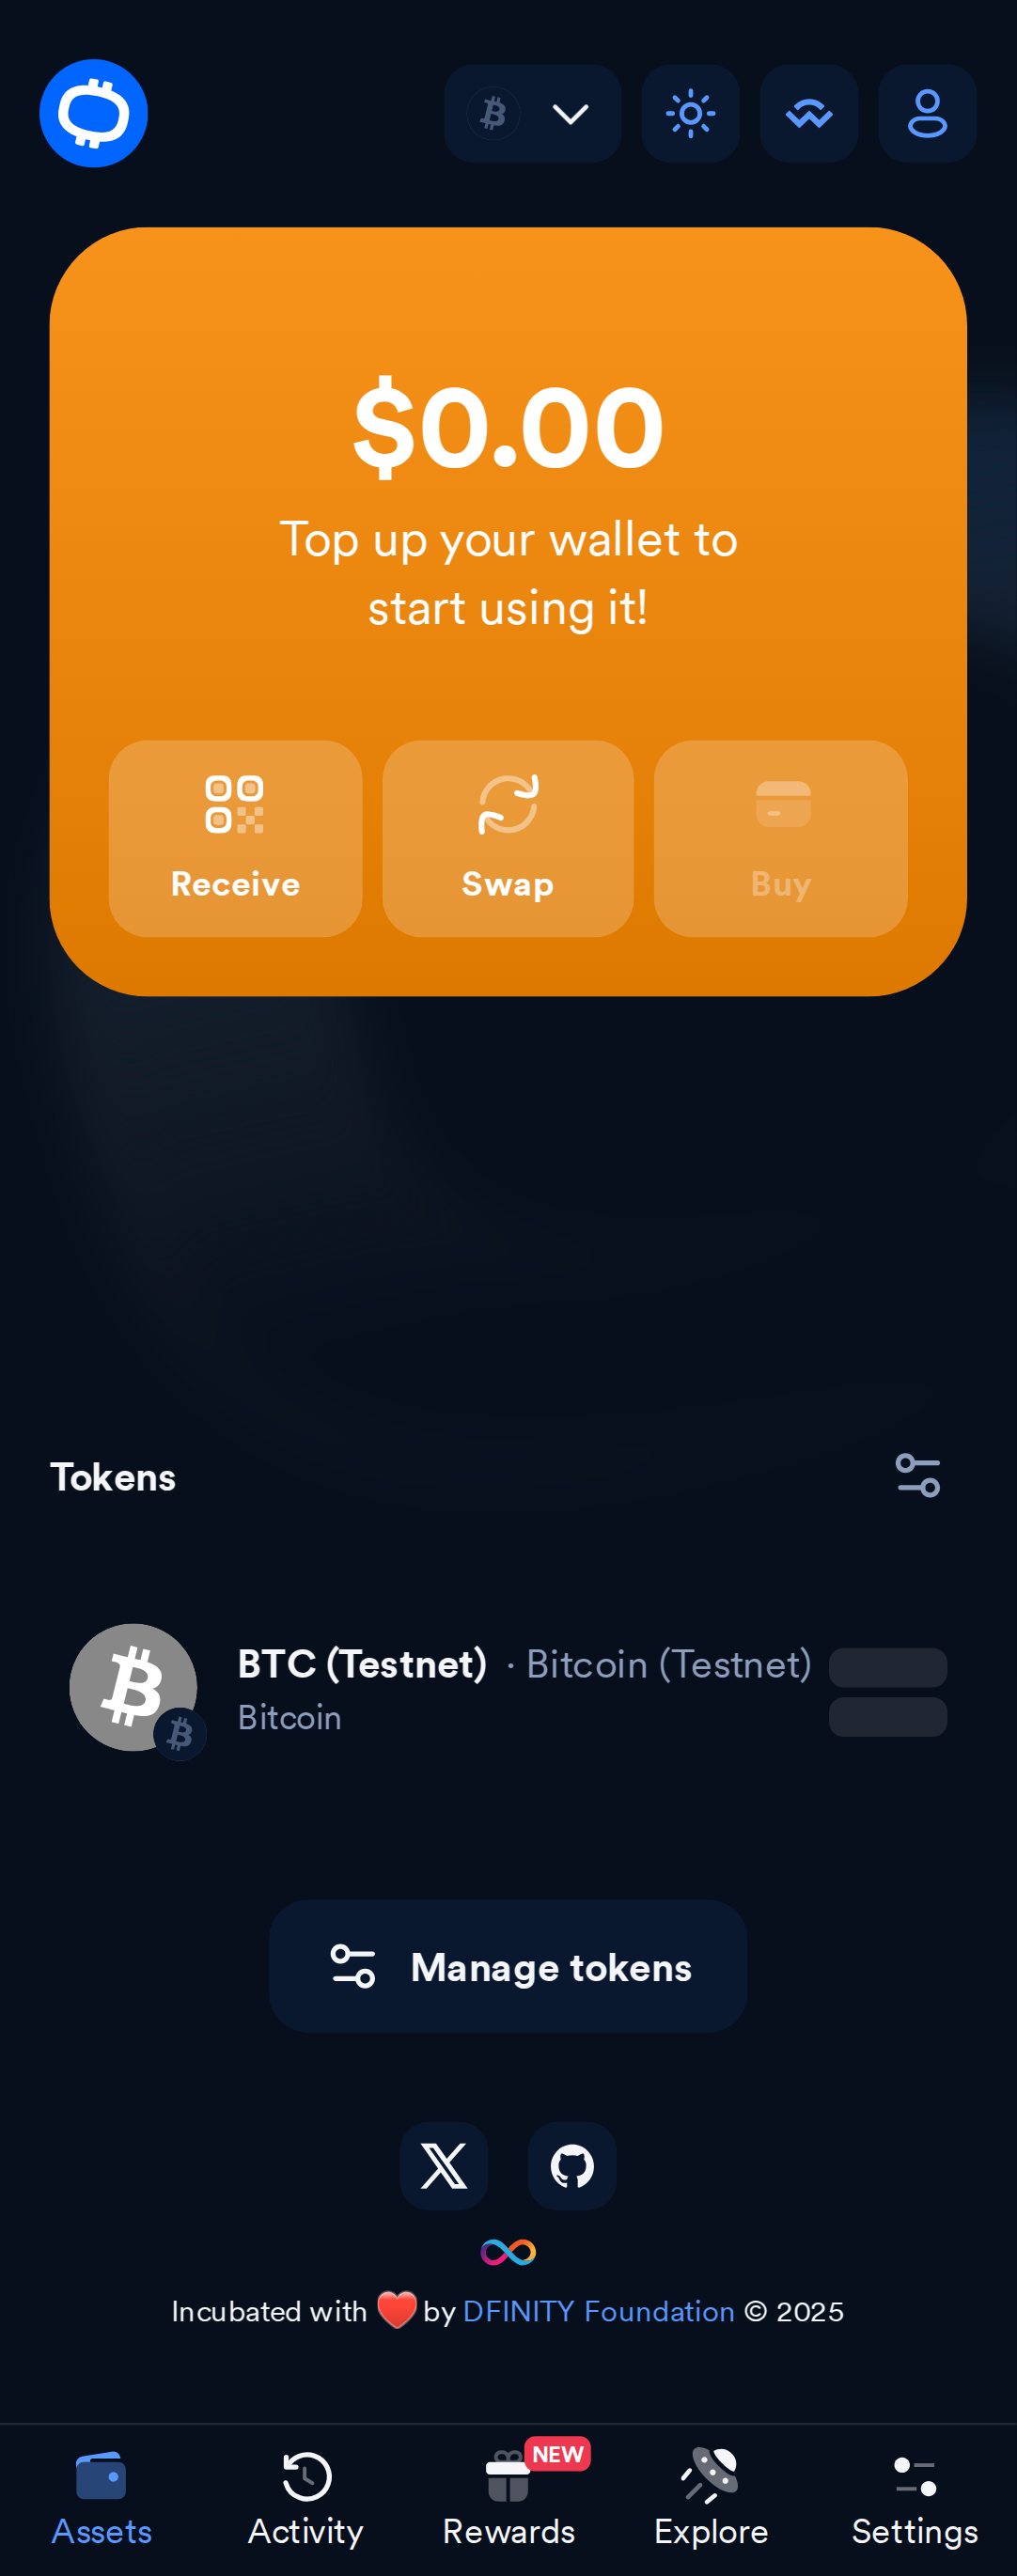 $0.00
Top up your wallet to
start using it!
Receive
Swap
Buy
Tokens
BTC (Testnet) · Bitcoin (Testnet)
Bitcoin
Manage tokens
Incubated with ❤️ by DFINITY Foundation © 2025
NEW
Assets
Activity
Rewards
Explore
Settings